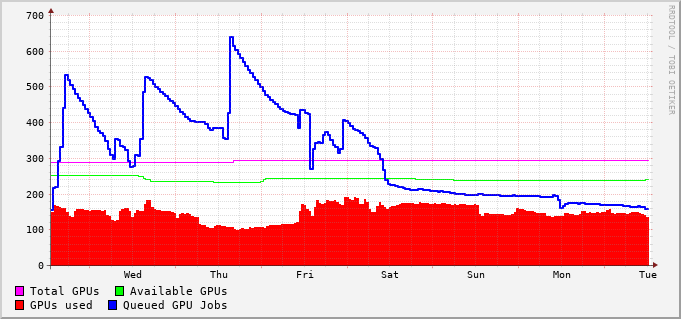 700
600
500
400
300
200
100
0
Wed Thu Fri Sat Sun Mon Tue
Total GPUs Available GPUs
GPUs used Queued GPU Jobs
RRDTOOL / TOBI OETIKER